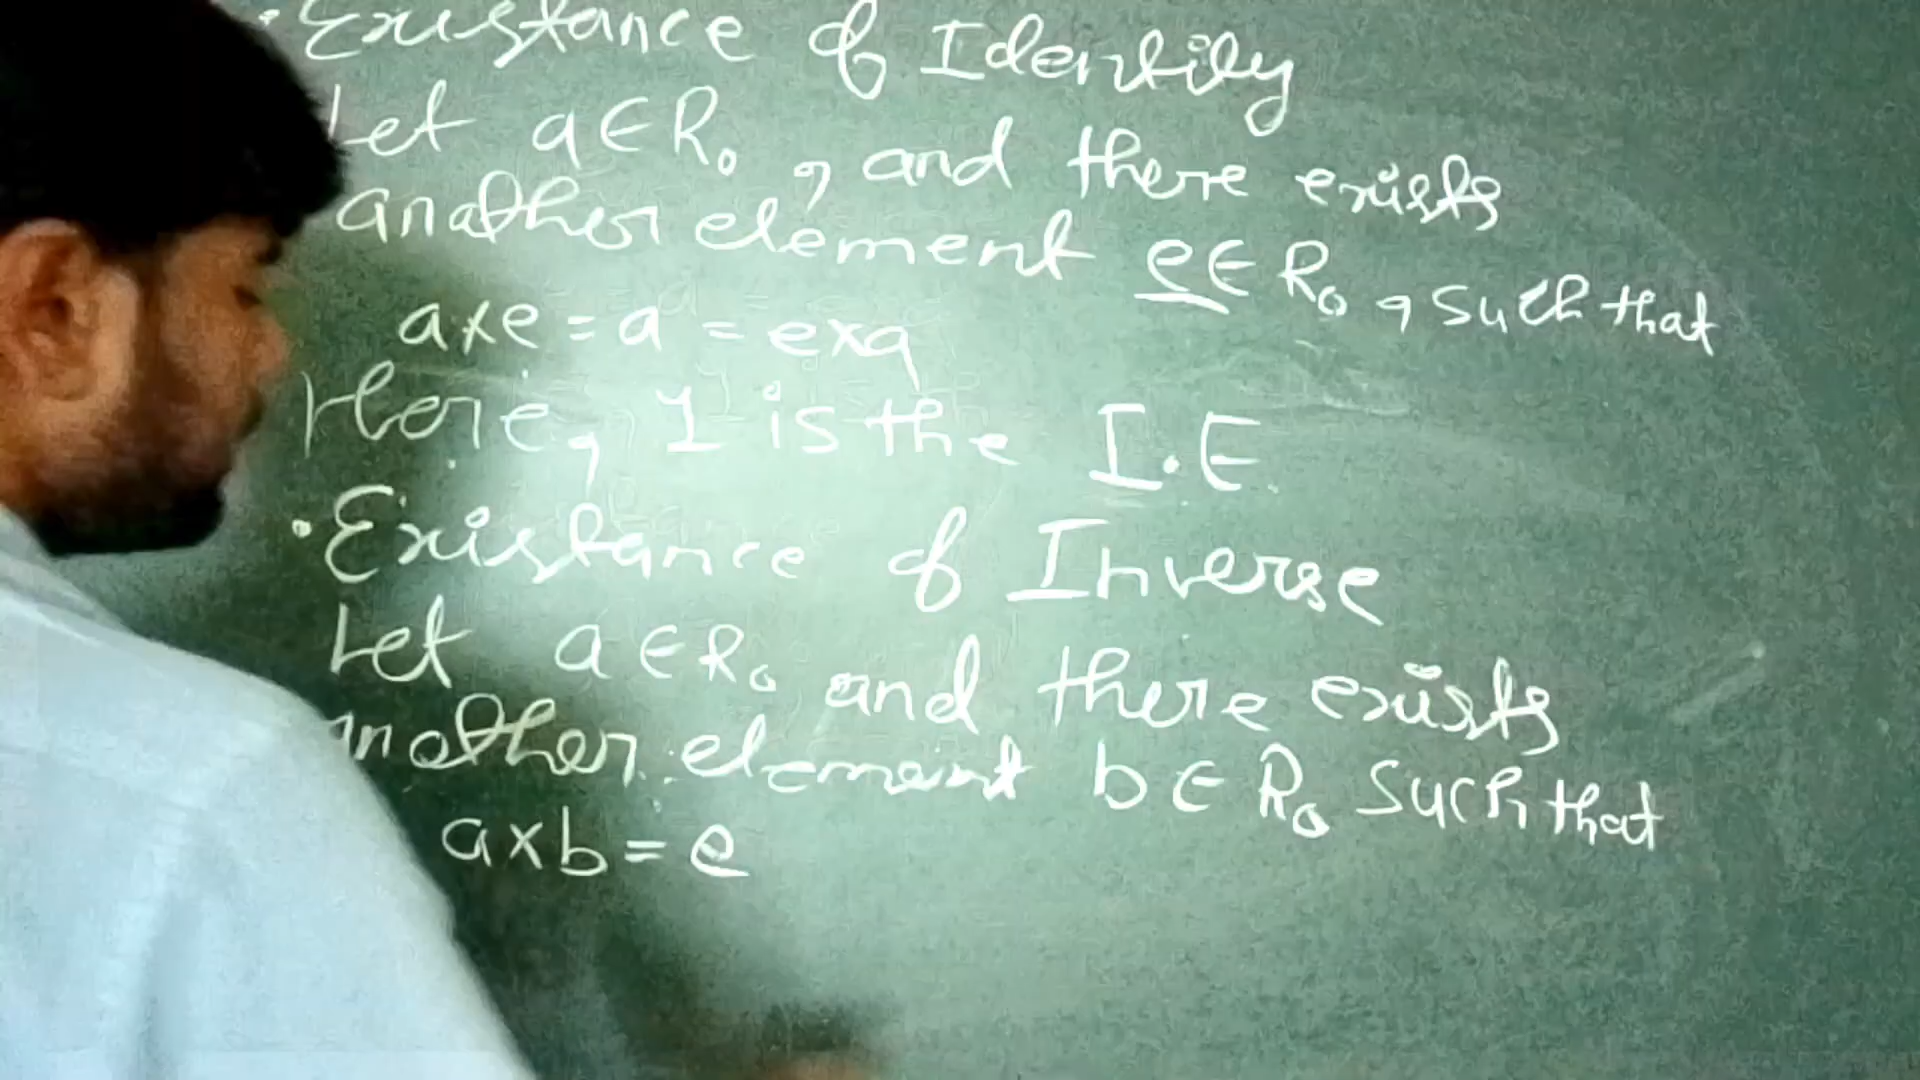 • Existance of Identity
Let a ∈ R₀, and there exists
another element e ∈ R₀, such that
a×e = a = e×a
Here, 1 is the I.E
• Existance of Inverse
Let a ∈ R₀ and there exists
another element b ∈ R₀ such that
a×b = e